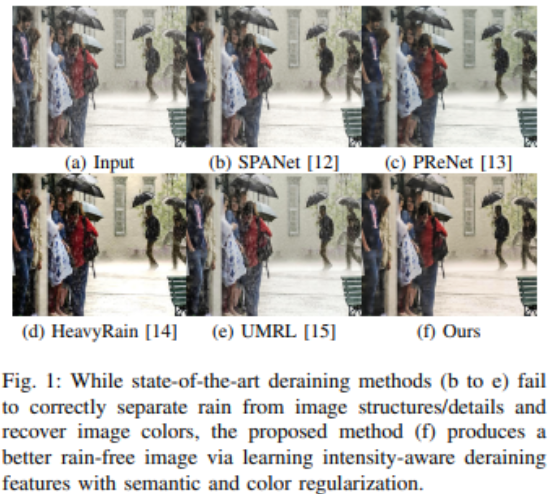 (a) Input
(b) SPANet [12]
(c) PReNet [13]
(d) HeavyRain [14]
(e) UMRL [15]
(f) Ours
Fig. 1: While state-of-the-art deraining methods (b to e) fail
to correctly separate rain from image structures/details and
recover image colors, the proposed method (f) produces a
better rain-free image via learning intensity-aware deraining
features with semantic and color regularization.